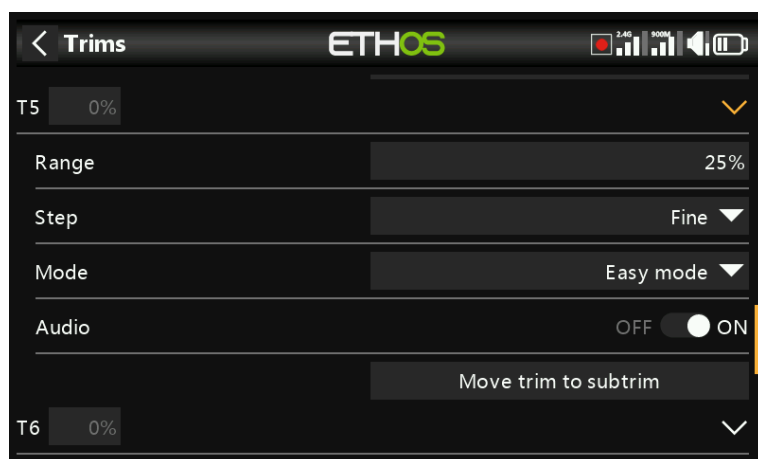 Trims ETHOS 2.4G 900M
T5 0%
Range 25%
Step Fine
Mode Easy mode
Audio OFF ON
Move trim to subtrim
T6 0%